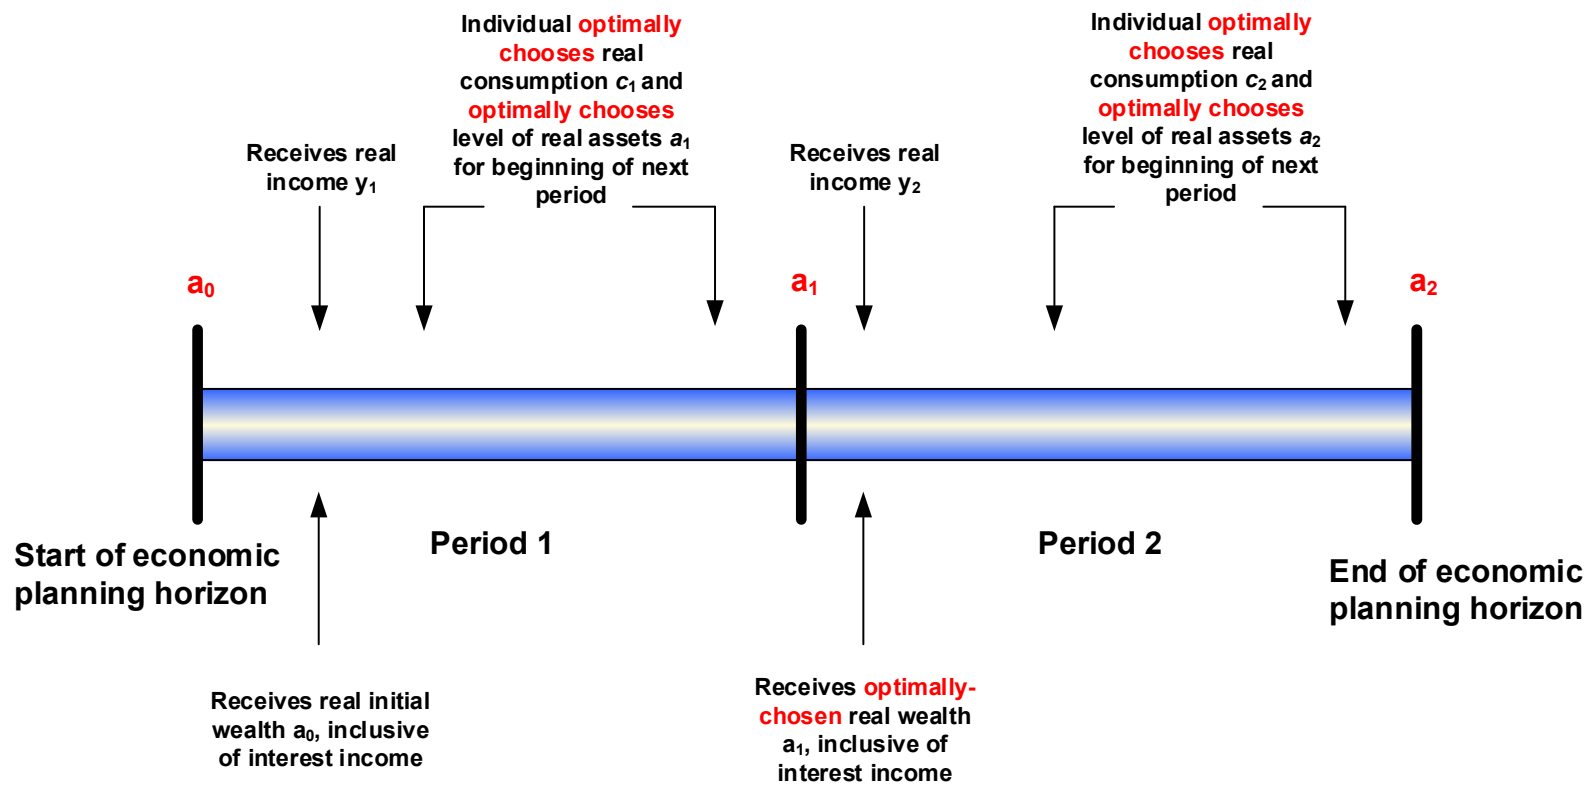 Individual optimally
chooses real
consumption c1 and
optimally chooses
level of real assets a1
for beginning of next
period
Individual optimally
chooses real
consumption c2 and
optimally chooses
level of real assets a2
for beginning of next
period
Receives real
income y1
Receives real
income y2
a0
a1
a2
Period 1
Period 2
Start of economic
planning horizon
End of economic
planning horizon
Receives real initial
wealth a0, inclusive
of interest income
Receives optimally-
chosen real wealth
a1, inclusive of
interest income